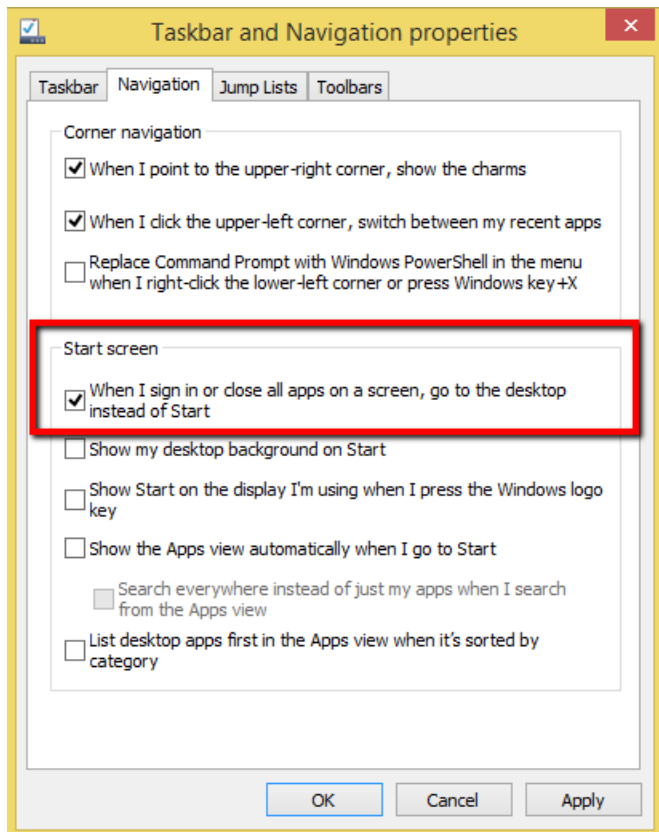 Taskbar and Navigation properties
Taskbar Navigation Jump Lists Toolbars
Corner navigation
When I point to the upper-right corner, show the charms
When I click the upper-left corner, switch between my recent apps
Replace Command Prompt with Windows PowerShell in the menu
when I right-click the lower-left corner or press Windows key+X
Start screen
When I sign in or close all apps on a screen, go to the desktop
instead of Start
Show my desktop background on Start
Show Start on the display I'm using when I press the Windows logo
key
Show the Apps view automatically when I go to Start
Search everywhere instead of just my apps when I search
from the Apps view
List desktop apps first in the Apps view when it's sorted by
category
OK Cancel Apply